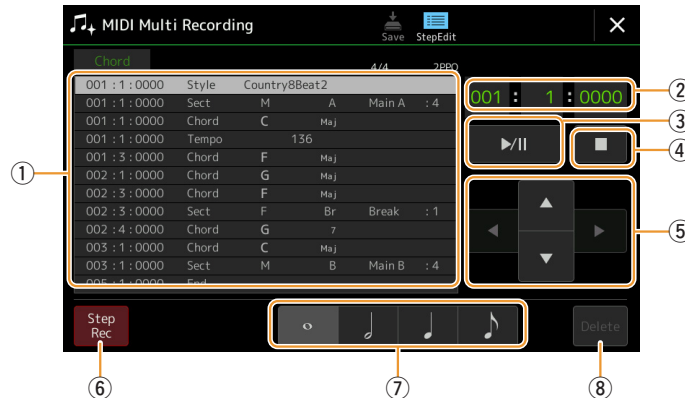 MIDI Multi Recording
Save StepEdit
Chord 4/4 2PPQ
001 : 1 : 0000 Style Country8Beat2
001 : 1 : 0000 Sect M A Main A : 4
001 : 1 : 0000 Chord C Maj
001 : 1 : 0000 Tempo 136
001 : 3 : 0000 Chord F Maj
002 : 1 : 0000 Chord G Maj
002 : 3 : 0000 Chord F Maj
002 : 3 : 0000 Sect F Br Break : 1
002 : 4 : 0000 Chord G 7
003 : 1 : 0000 Chord C Maj
003 : 1 : 0000 Sect M B Main B : 4
005 : 1 : 0000 End
001 : 1 : 0000
①
②
③
④
⑤
Step
Rec
Delete
⑥ ⑦ ⑧